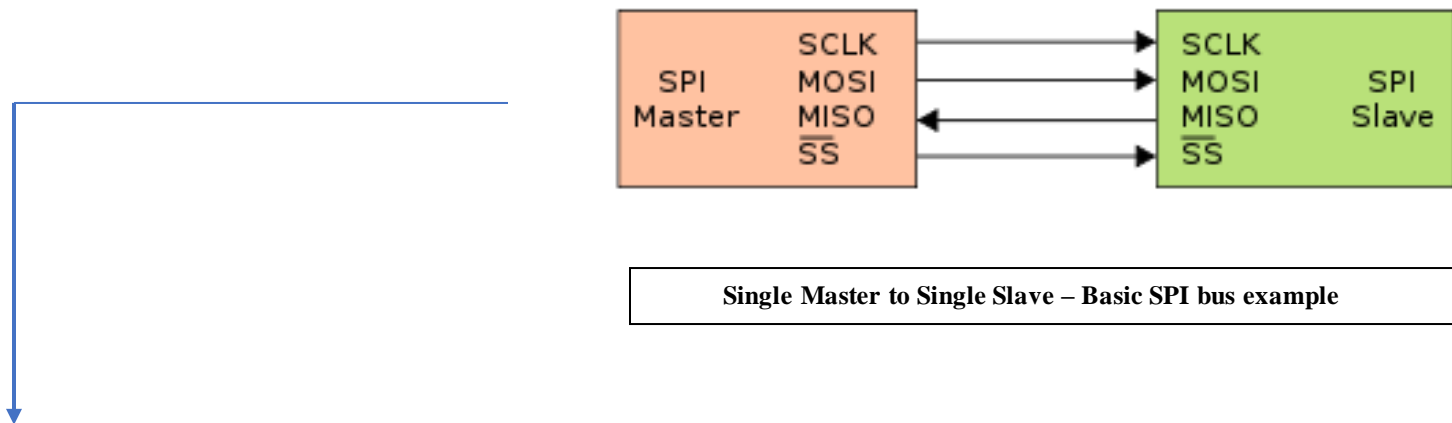 SPI Master
SCLK
MOSI
MISO
SS
SCLK
MOSI
MISO
SS
SPI Slave
Single Master to Single Slave – Basic SPI bus example